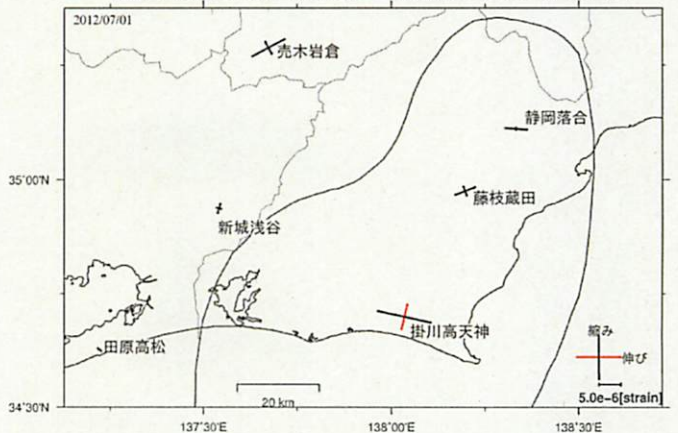 2012/07/01
売木岩倉
静岡落合
35°00'N
藤枝蔵田
新城浅谷
掛川高天神
縮み
伸び
田原高松
5.0e-6[strain]
34°30'N
20 km
137°30'E
138°00'E
138°30'E